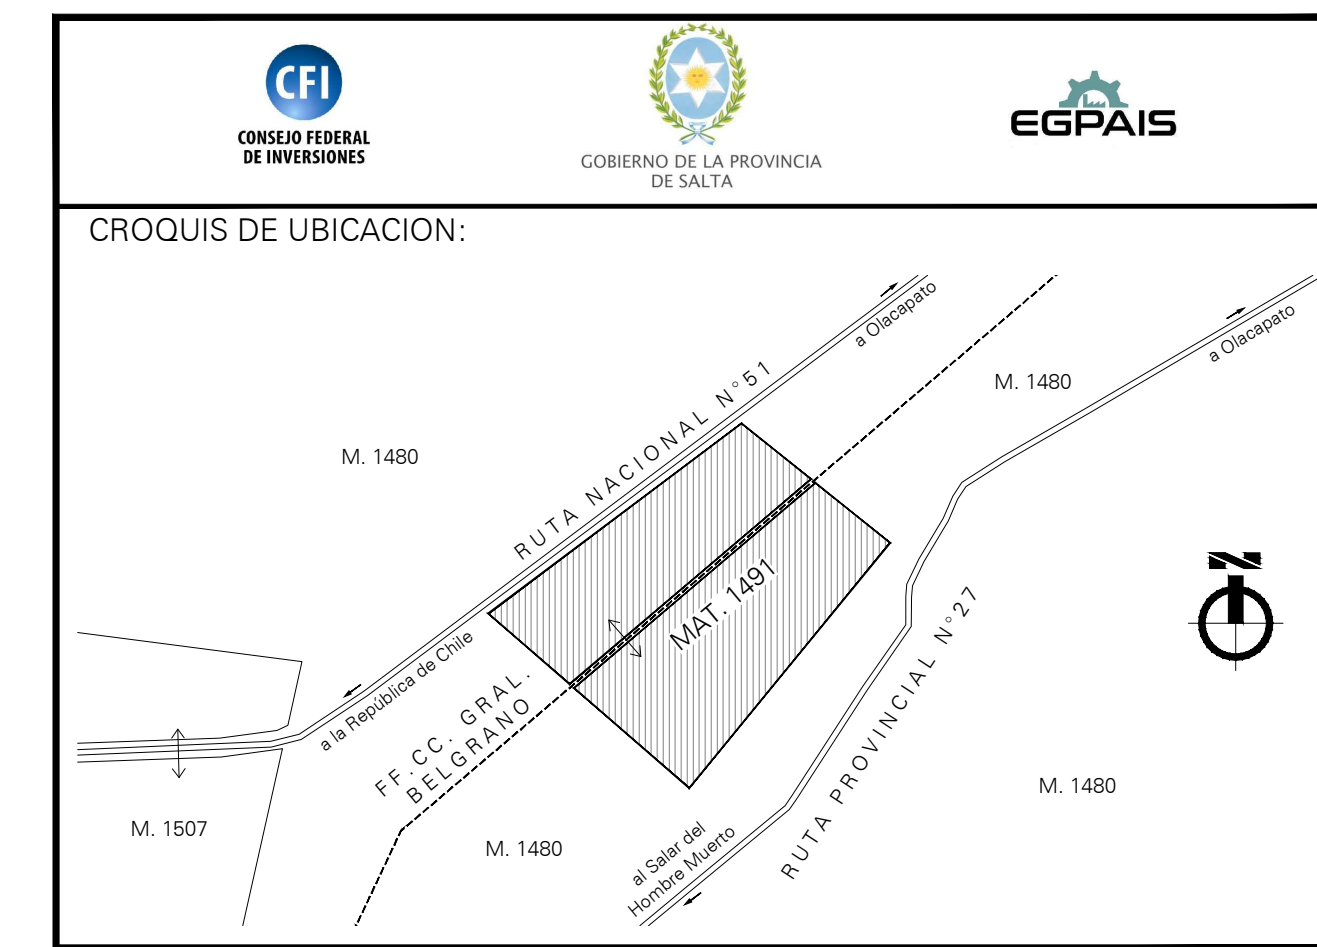 CFI
CONSEJO FEDERAL
DE INVERSIONES
GOBIERNO DE LA PROVINCIA
DE SALTA
EGPAIS
CROQUIS DE UBICACION:
a Olacapato
a Olacapato
RUTA NACIONAL N°51
M. 1480
M. 1480
MAT. 1491
N
a la República de Chile
FF.CC. GRAL.
BELGRANO
RUTA PROVINCIAL N°27
M. 1480
M. 1507
M. 1480
al Salar del
Hombre Muerto